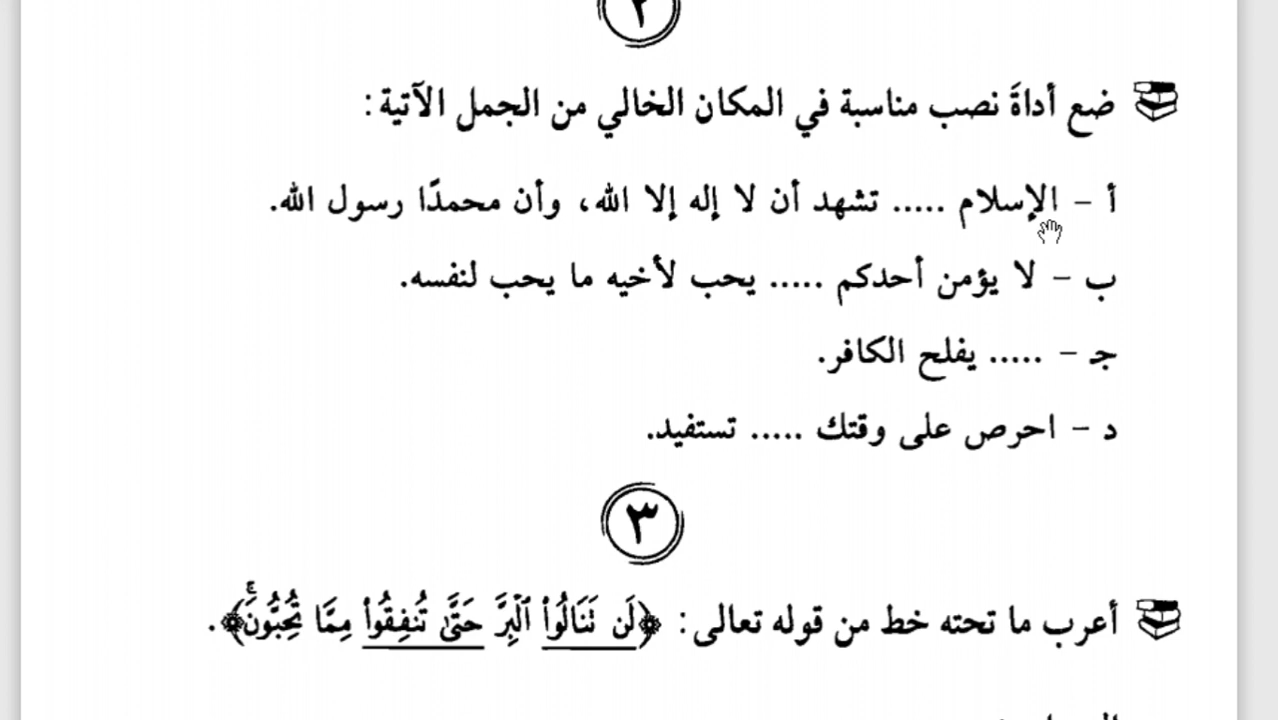 ٢
ضع أداةَ نصب مناسبة في المكان الخالي من الجمل الآتية:
أ - الإسلام ..... تشهد أن لا إله إلا الله، وأن محمدًا رسول الله.
ب - لا يؤمن أحدكم ..... يحب لأخيه ما يحب لنفسه.
جـ - ..... يفلح الكافر.
د - احرص على وقتك ..... تستفيد.
٣
أعرب ما تحته خط من قوله تعالى: ﴿لَن تَنَالُوا۟ ٱلْبِرَّ حَتَّىٰ تُنفِقُوا۟ مِمَّا تُحِبُّونَۚ﴾.